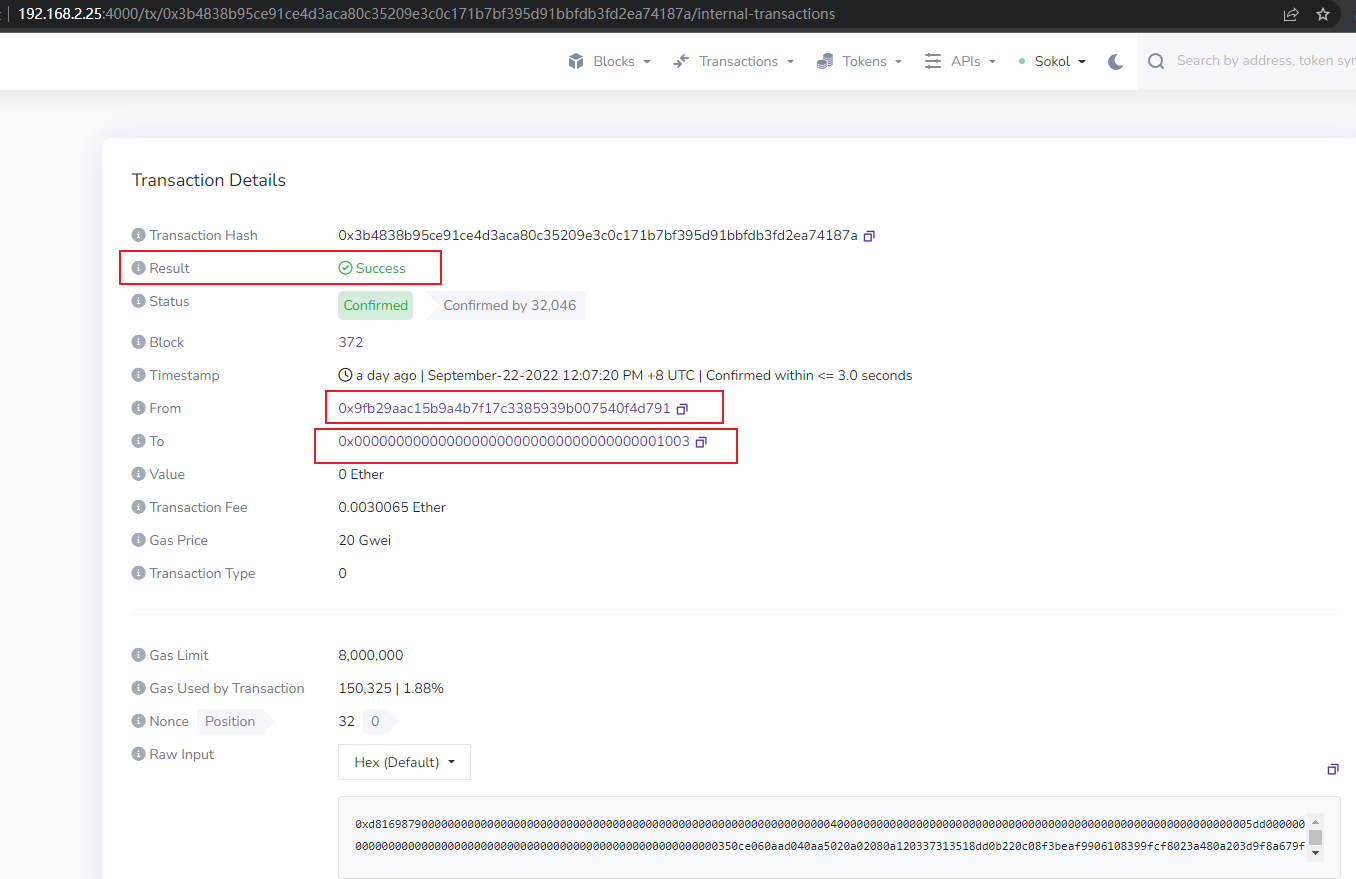 192.168.2.25:4000/tx/0x3b4838b95ce91ce4d3aca80c35209e3c0c171b7bf395d91bbfdb3fd2ea74187a/internal-transactions
Blocks Transactions Tokens APIs Sokol Search by address, token syr
Transaction Details
Transaction Hash 0x3b4838b95ce91ce4d3aca80c35209e3c0c171b7bf395d91bbfdb3fd2ea74187a
Result Success
Status Confirmed Confirmed by 32,046
Block 372
Timestamp a day ago | September-22-2022 12:07:20 PM +8 UTC | Confirmed within <= 3.0 seconds
From 0x9fb29aac15b9a4b7f17c3385939b007540f4d791
To 0x0000000000000000000000000000000000001003
Value 0 Ether
Transaction Fee 0.0030065 Ether
Gas Price 20 Gwei
Transaction Type 0
Gas Limit 8,000,000
Gas Used by Transaction 150,325 | 1.88%
Nonce Position 32 0
Raw Input Hex (Default)